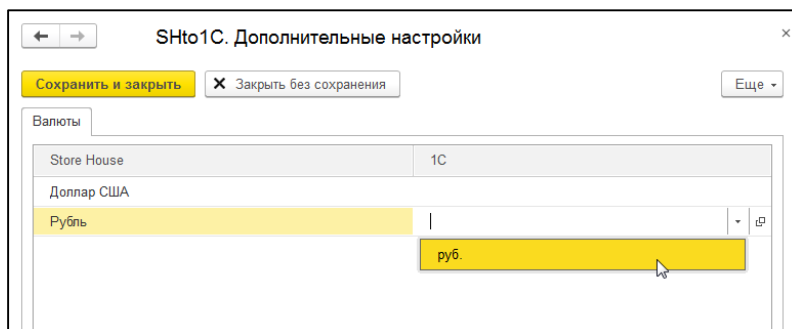 SHto1C. Дополнительные настройки
Сохранить и закрыть Закрыть без сохранения Еще
Валюты
Store House 1С
Доллар США
Рубль
руб.